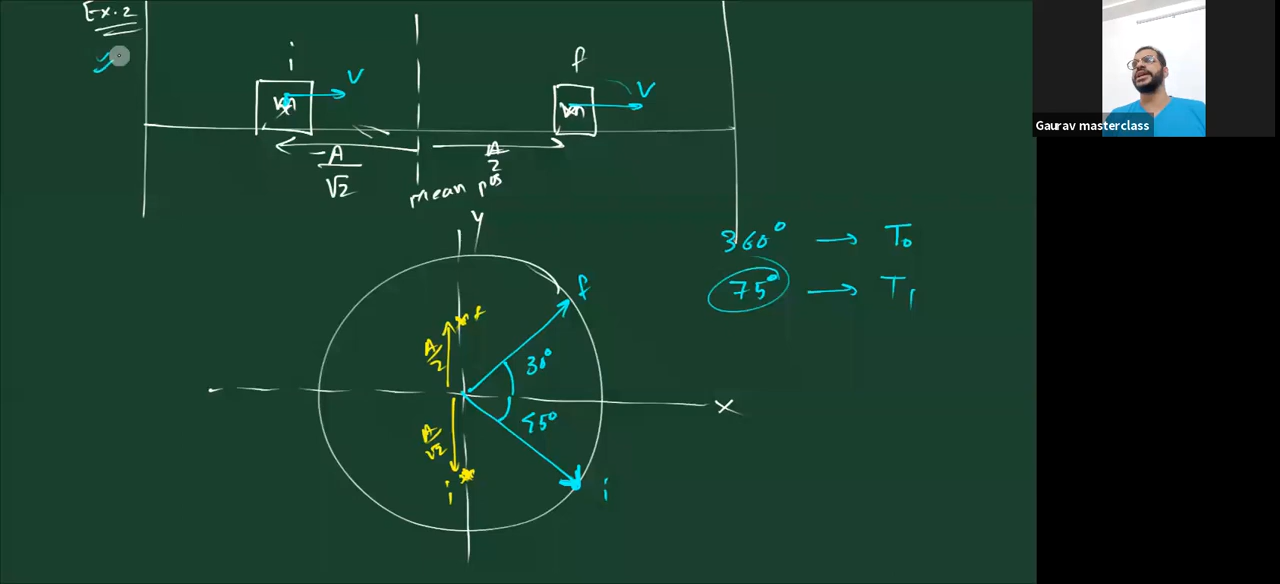 Ex.2
i
f
V
V
m
m
-A/√2
A/2
mean pos
Y
360° → T₀
75° → T₁
f
f
A/2
30°
X
45°
A/√2
i
i
Gaurav masterclass